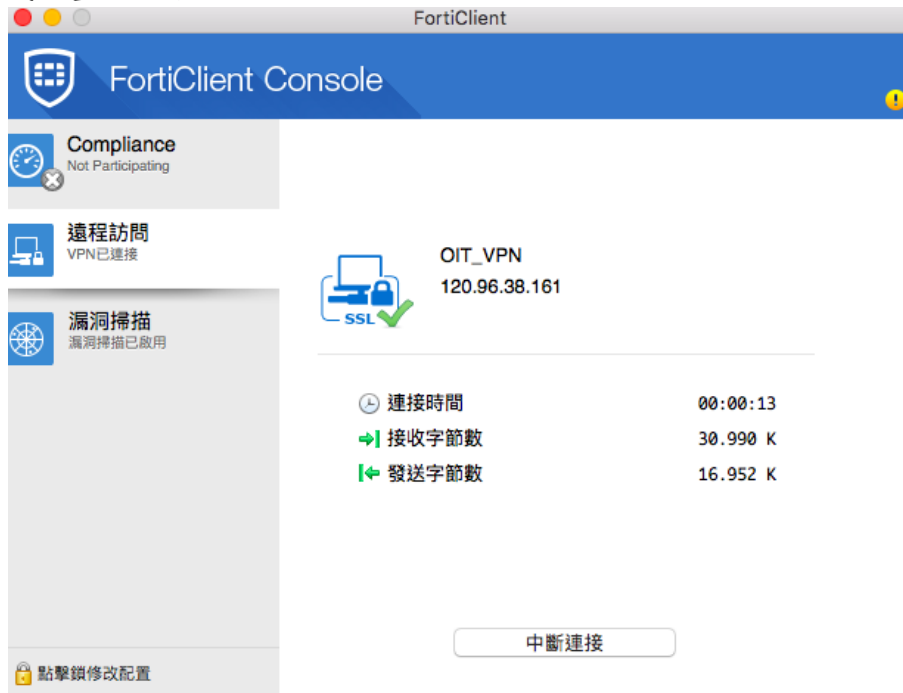 FortiClient
FortiClient Console
Compliance
Not Participating
遠程訪問
VPN已連接
漏洞掃描
漏洞掃描已啟用
OIT_VPN
120.96.38.161
SSL
連接時間 00:00:13
接收字節數 30.990 K
發送字節數 16.952 K
中斷連接
點擊鎖修改配置